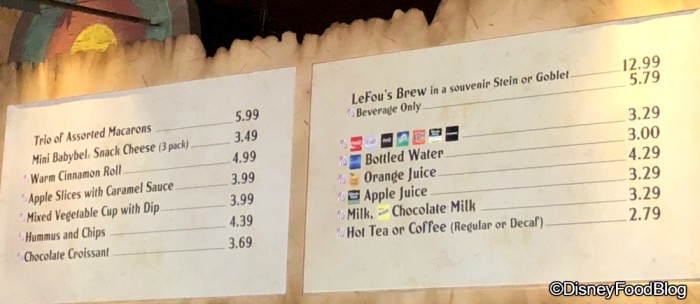 Trio of Assorted Macarons 5.99
Mini Babybel® Snack Cheese (3 pack) 3.49
Warm Cinnamon Roll 4.99
Apple Slices with Caramel Sauce 3.99
Mixed Vegetable Cup with Dip 3.99
Hummus and Chips 4.39
Chocolate Croissant 3.69
LeFou's Brew in a souvenir Stein or Goblet 12.99
Beverage Only 5.79
3.29
Bottled Water 3.00
Orange Juice 4.29
Apple Juice 3.29
Milk, Chocolate Milk 3.29
Hot Tea or Coffee (Regular or Decaf) 2.79
©DisneyFoodBlog